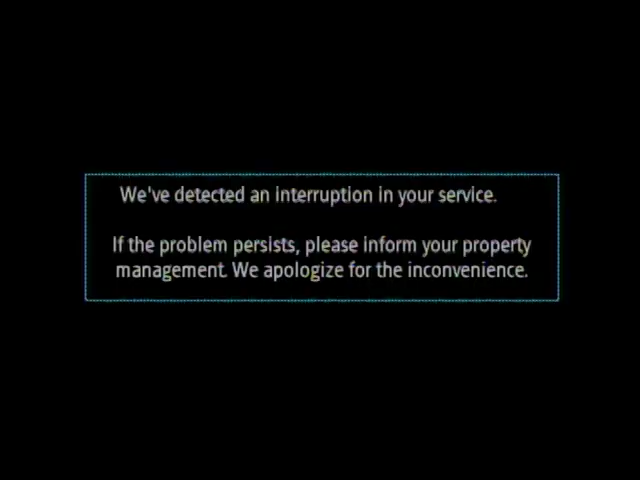 We've detected an interruption in your service.
If the problem persists, please inform your property
management. We apologize for the inconvenience.